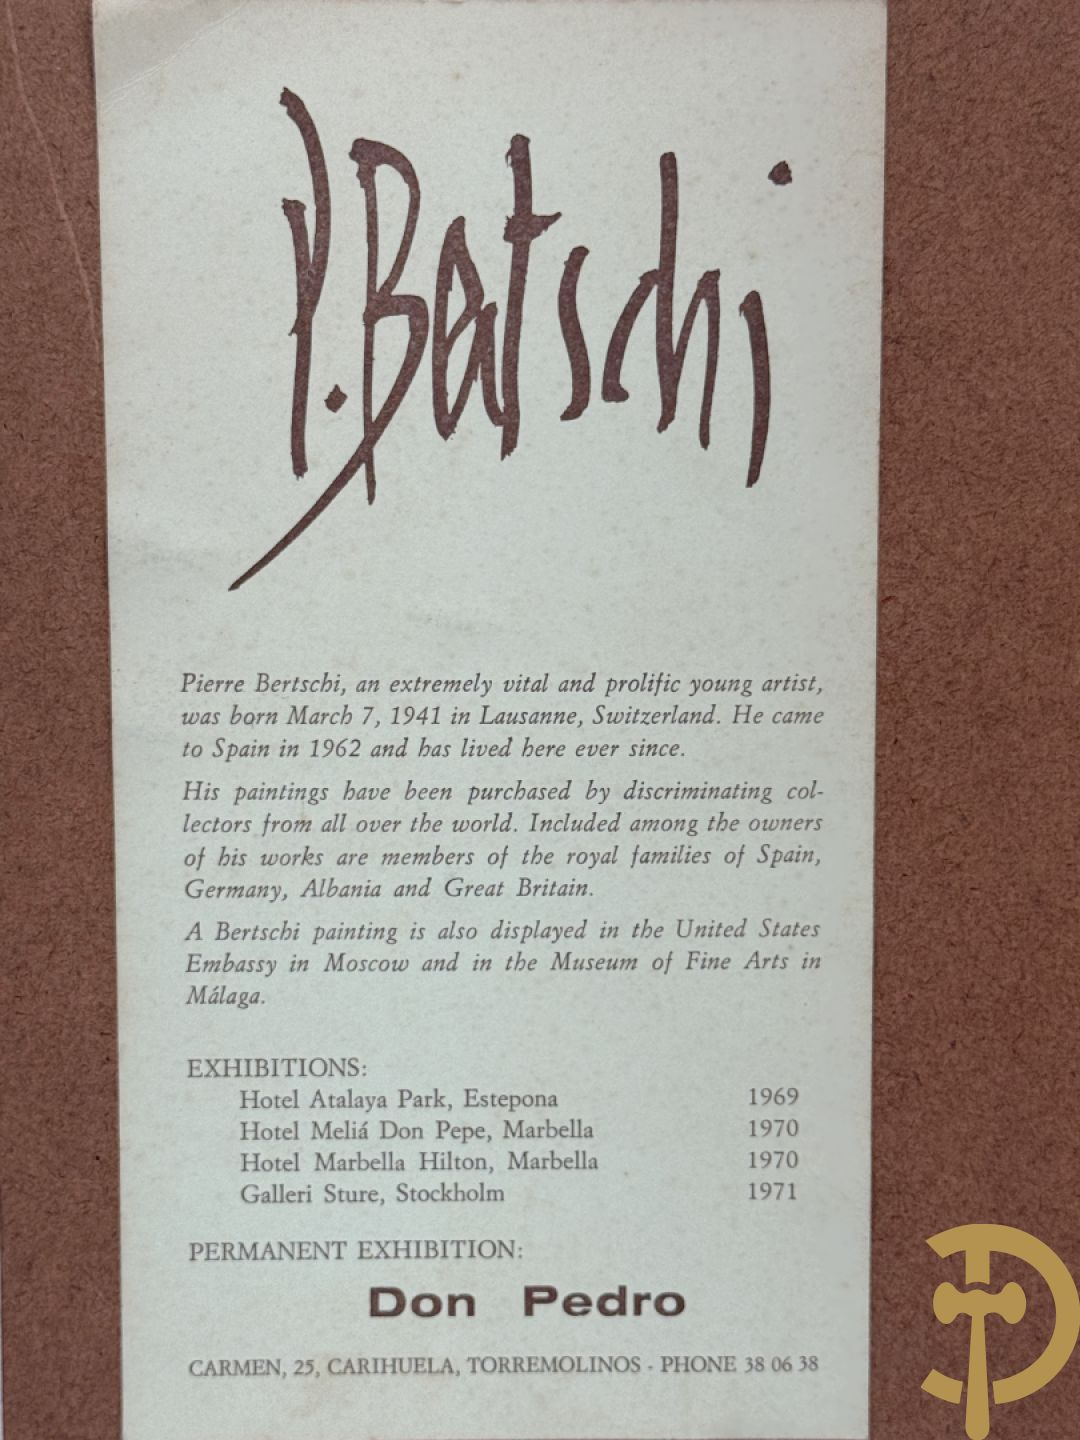 P. Bertschi
Pierre Bertschi, an extremely vital and prolific young artist,
was born March 7, 1941 in Lausanne, Switzerland. He came
to Spain in 1962 and has lived here ever since.
His paintings have been purchased by discriminating col-
lectors from all over the world. Included among the owners
of his works are members of the royal families of Spain,
Germany, Albania and Great Britain.
A Bertschi painting is also displayed in the United States
Embassy in Moscow and in the Museum of Fine Arts in
Málaga.
EXHIBITIONS:
Hotel Atalaya Park, Estepona 1969
Hotel Meliá Don Pepe, Marbella 1970
Hotel Marbella Hilton, Marbella 1970
Galleri Sture, Stockholm 1971
PERMANENT EXHIBITION:
Don Pedro
CARMEN, 25, CARIHUELA, TORREMOLINOS - PHONE 38 06 38